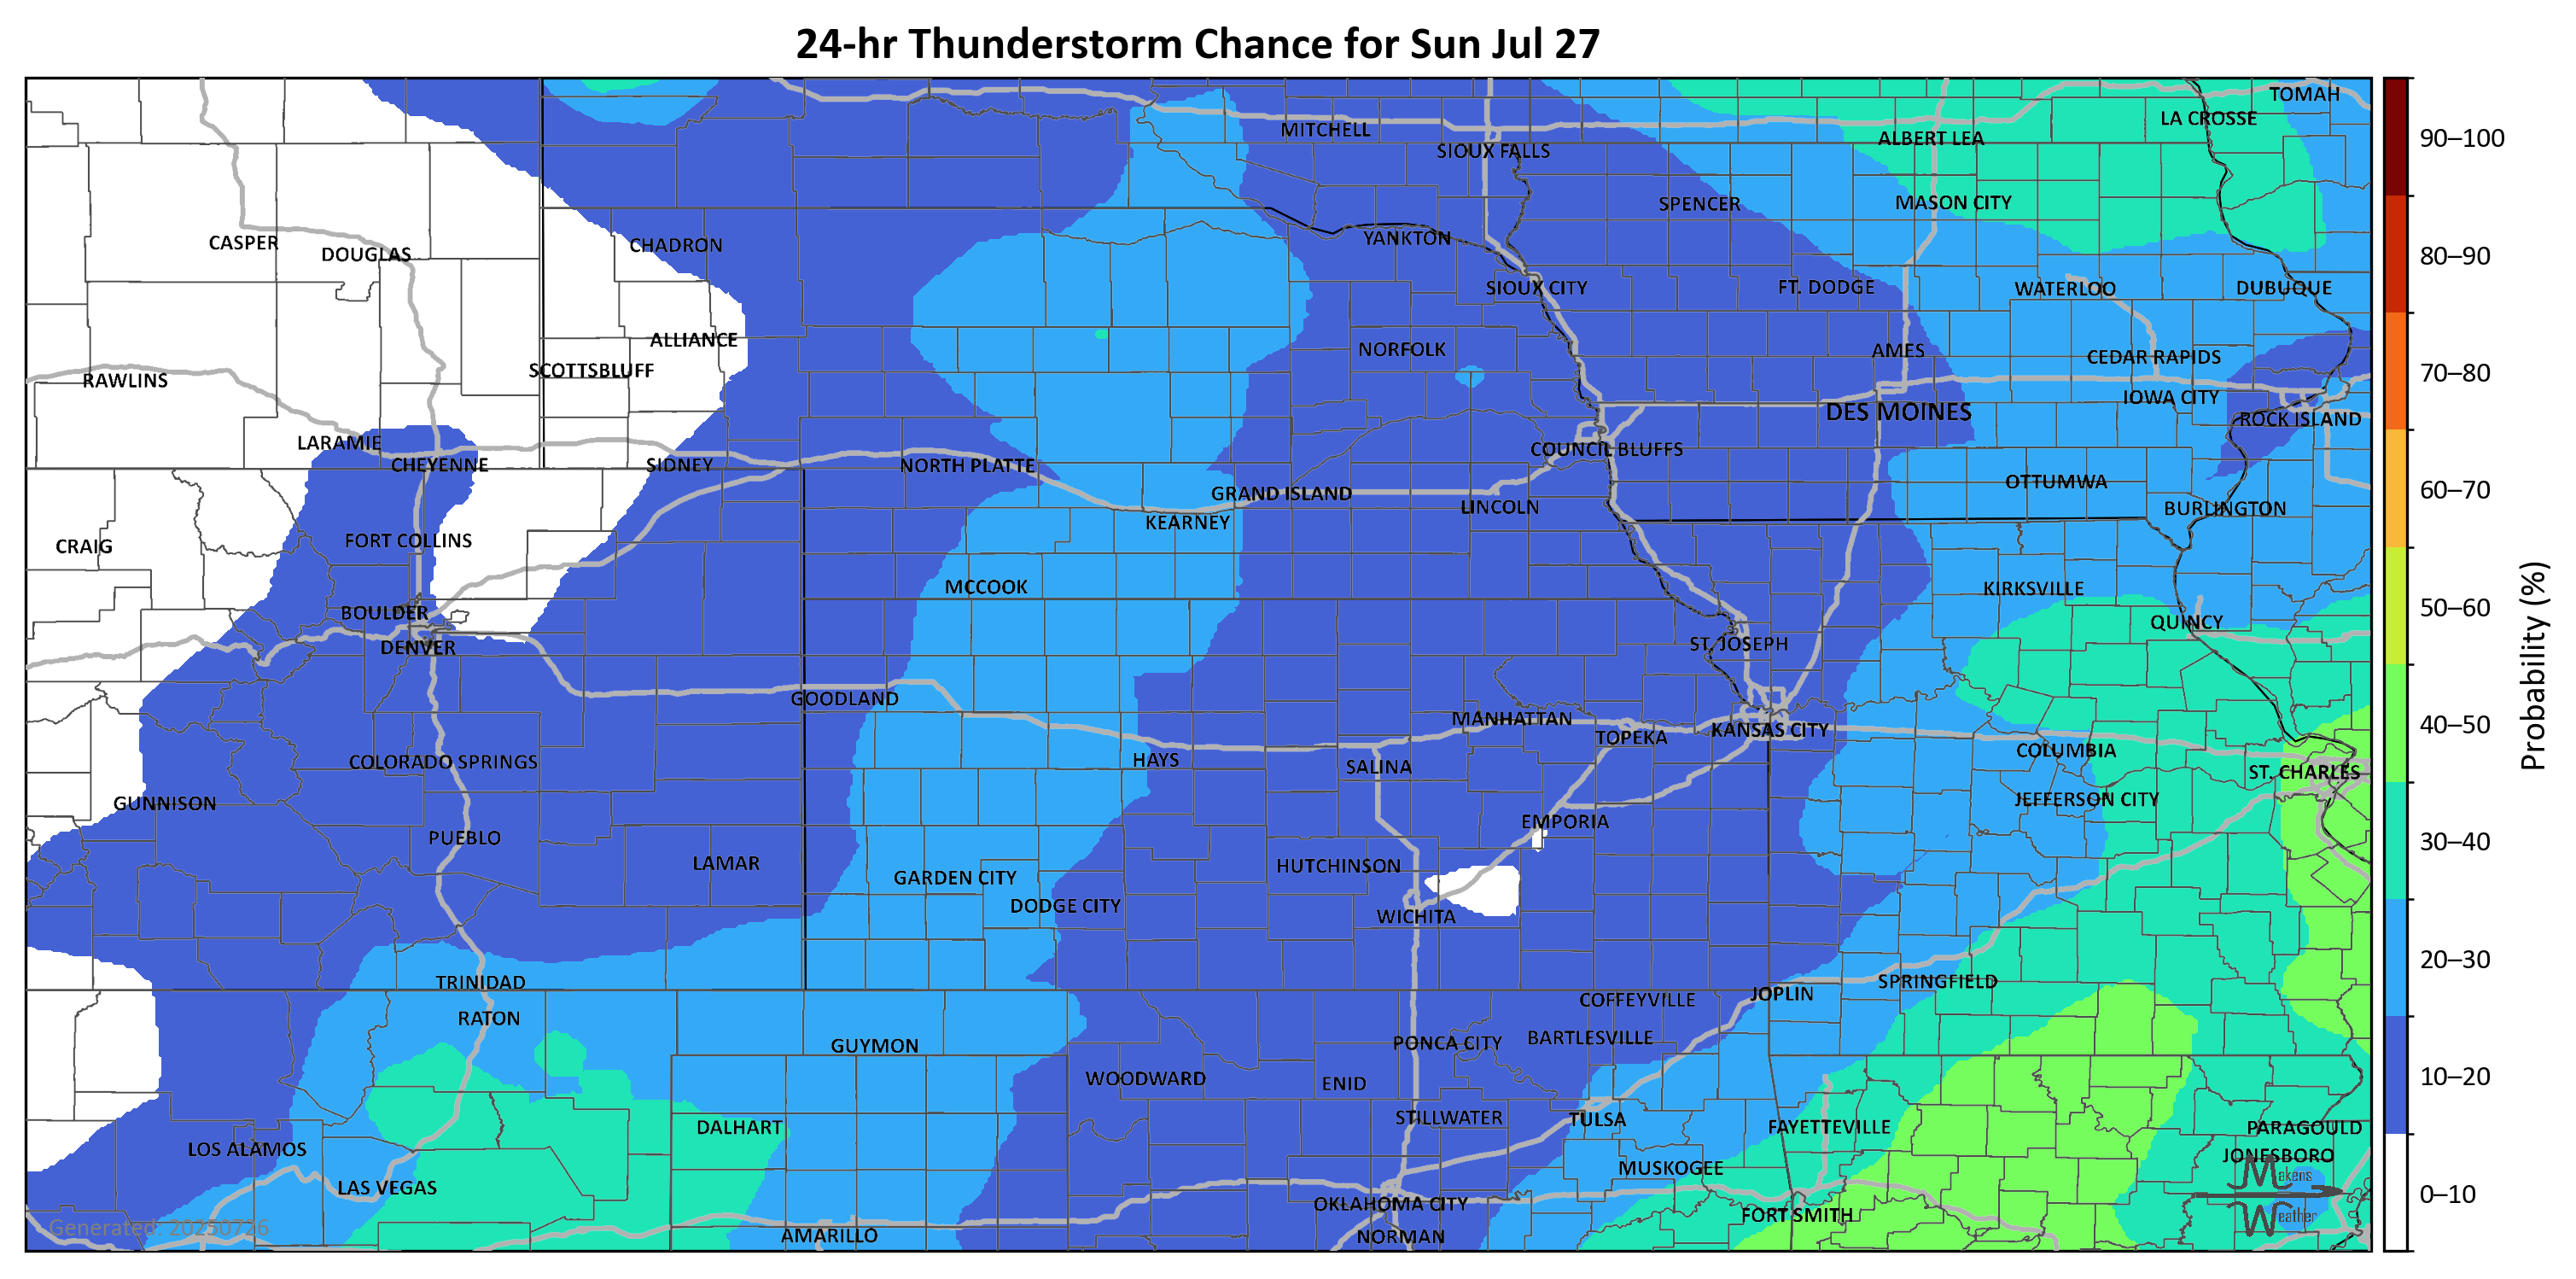 24-hr Thunderstorm Chance for Sun Jul 27
TOMAH
LA CROSSE
MITCHELL
ALBERT LEA
90–100
SIOUX FALLS
SPENCER
MASON CITY
CASPER
DOUGLAS
CHADRON
YANKTON
80–90
SIOUX CITY
FT. DODGE
WATERLOO
DUBUQUE
ALLIANCE
NORFOLK
AMES
CEDAR RAPIDS
RAWLINS
SCOTTSBLUFF
70–80
IOWA CITY
DES MOINES
ROCK ISLAND
LARAMIE
CHEYENNE
SIDNEY
NORTH PLATTE
COUNCIL BLUFFS
GRAND ISLAND
LINCOLN
OTTUMWA
60–70
KEARNEY
BURLINGTON
CRAIG
FORT COLLINS
MCCOOK
KIRKSVILLE
BOULDER
QUINCY
50–60
DENVER
ST. JOSEPH
Probability (%)
GOODLAND
MANHATTAN
TOPEKA
KANSAS CITY
40–50
COLORADO SPRINGS
HAYS
SALINA
COLUMBIA
ST. CHARLES
GUNNISON
JEFFERSON CITY
PUEBLO
EMPORIA
30–40
LAMAR
GARDEN CITY
HUTCHINSON
DODGE CITY
WICHITA
TRINIDAD
SPRINGFIELD
20–30
RATON
COFFEYVILLE
JOPLIN
GUYMON
PONCA CITY
BARTLESVILLE
WOODWARD
ENID
10–20
DALHART
STILLWATER
TULSA
FAYETTEVILLE
PARAGOULD
LOS ALAMOS
MUSKOGEE
JONESBORO
LAS VEGAS
Makens
OKLAHOMA CITY
FORT SMITH
0–10
Weather
Generated: 20250726
AMARILLO
NORMAN